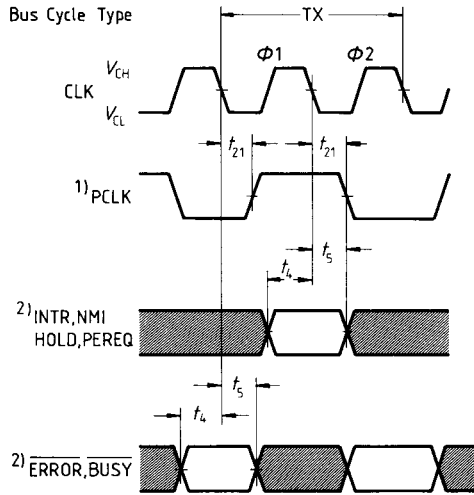 Bus Cycle Type
TX
Φ1
Φ2
V_CH
CLK
V_CL
t_21
t_21
1) PCLK
t_5
t_4
2) INTR, NMI
HOLD, PEREQ
t_5
t_4
2) ERROR, BUSY